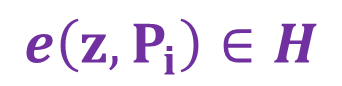 e(z, Pᵢ) ∈ H